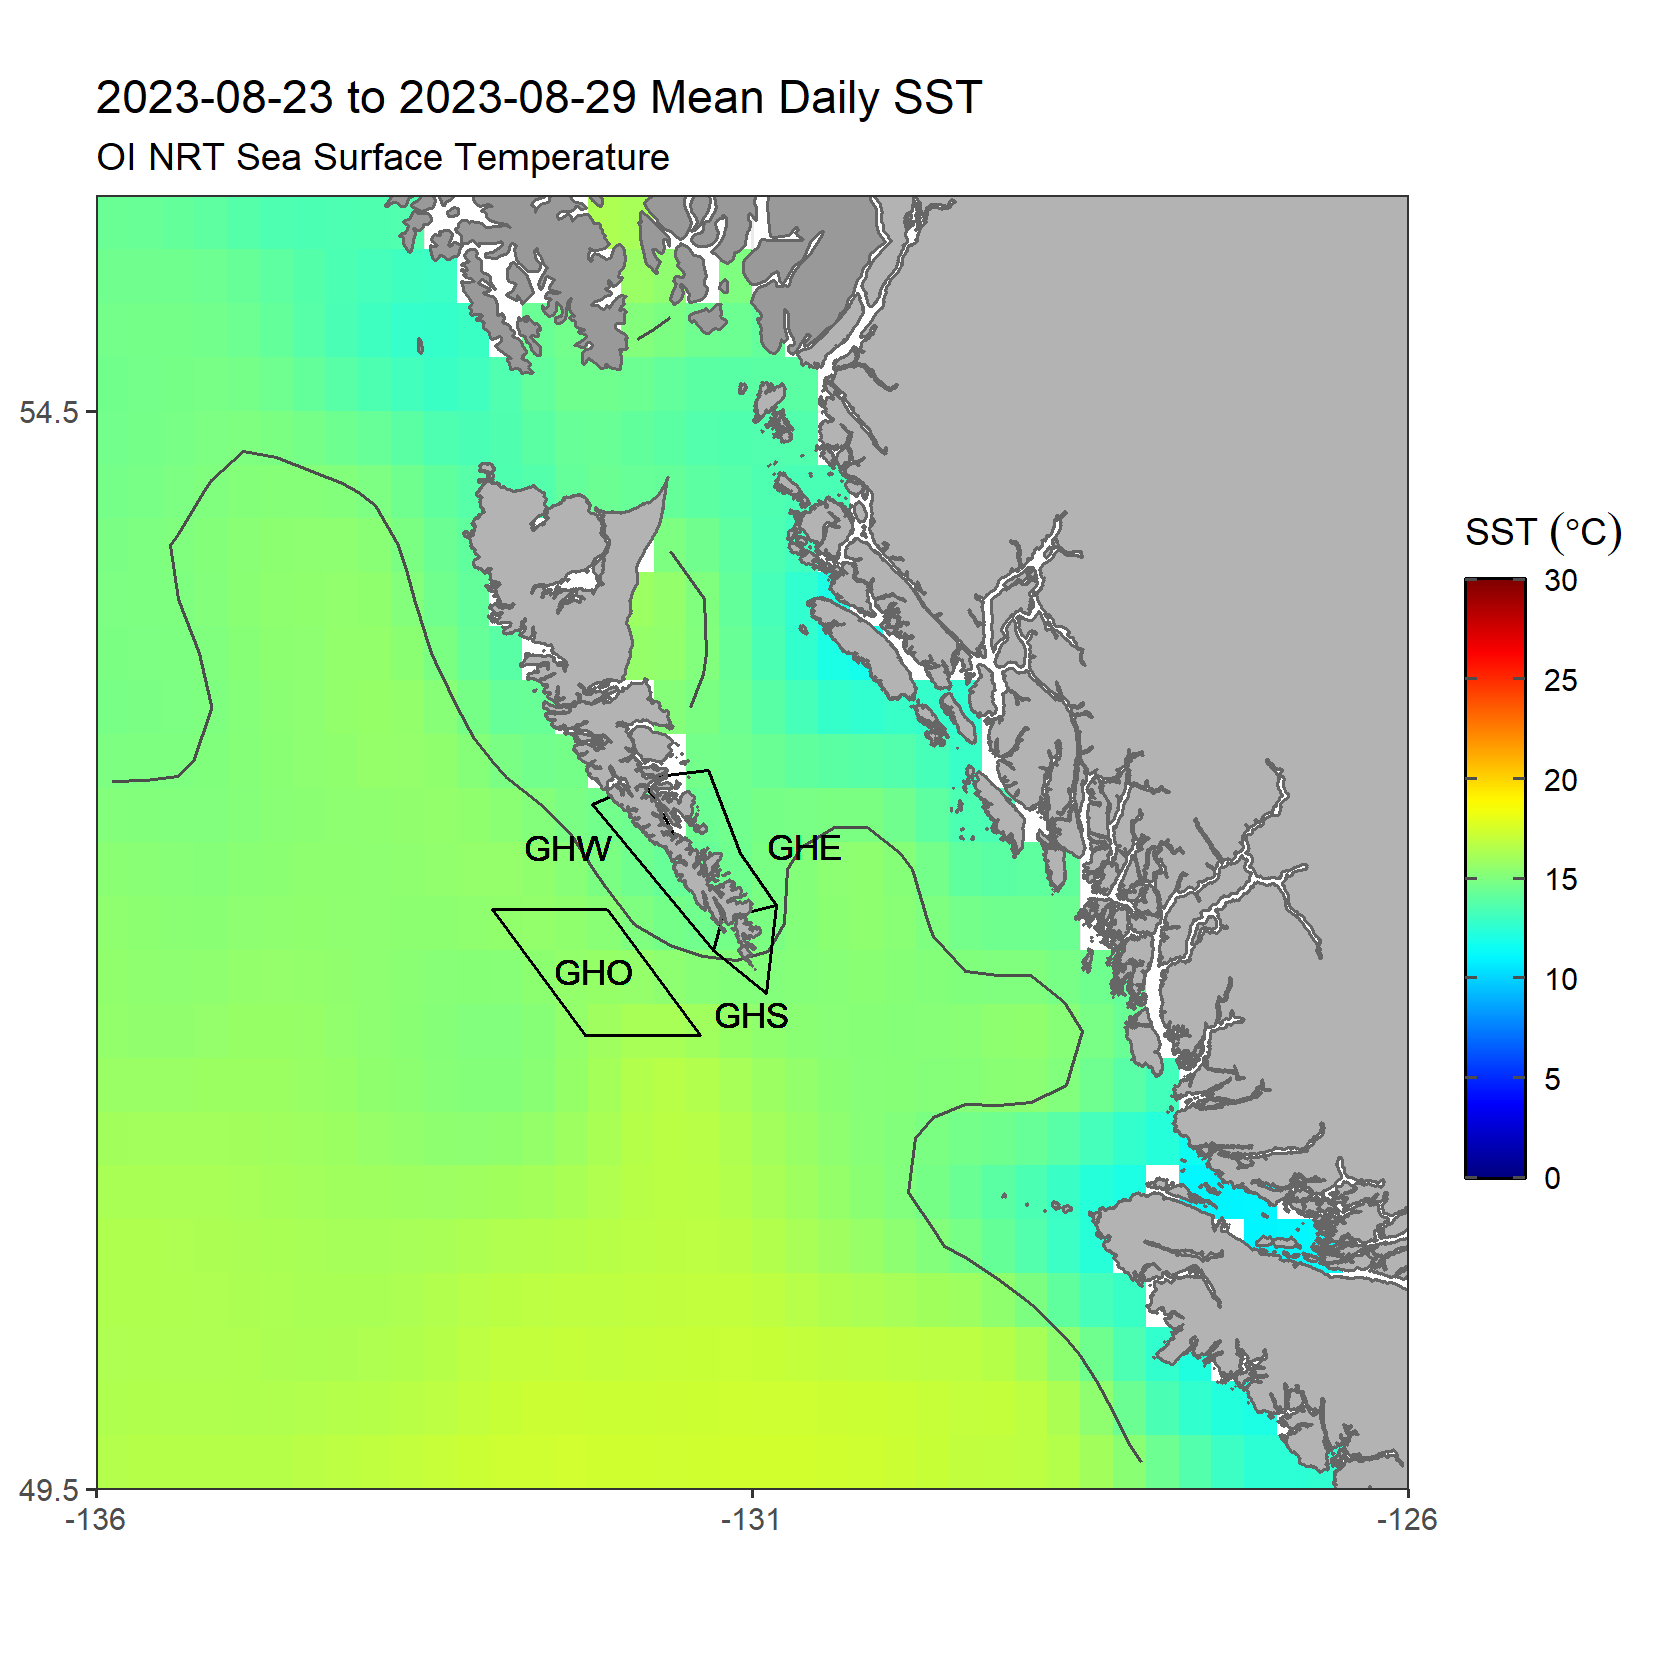 2023-08-23 to 2023-08-29 Mean Daily SST
OI NRT Sea Surface Temperature
54.5
49.5
-136
-131
-126
GHW
GHE
GHO
GHS
SST (°C)
30
25
20
15
10
5
0